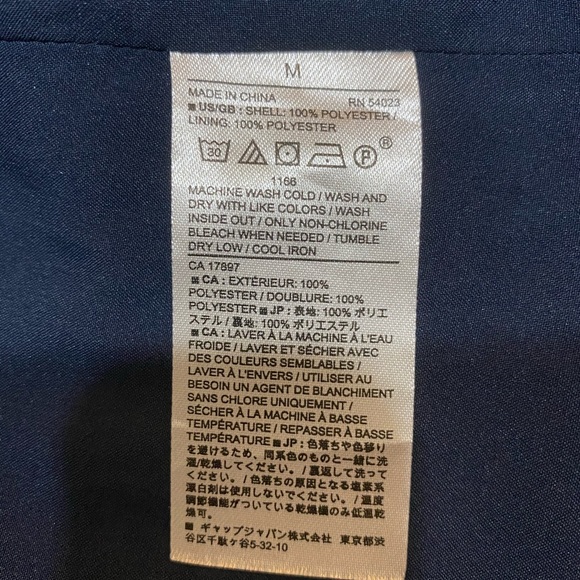 M
MADE IN CHINA RN 54023
■ US/GB : SHELL: 100% POLYESTER /
LINING: 100% POLYESTER
30 P ®
1166
MACHINE WASH COLD / WASH AND
DRY WITH LIKE COLORS / WASH
INSIDE OUT / ONLY NON-CHLORINE
BLEACH WHEN NEEDED / TUMBLE
DRY LOW / COOL IRON
CA 17897
■ CA : EXTÉRIEUR: 100%
POLYESTER / DOUBLURE: 100%
POLYESTER ■ JP : 表地: 100% ポリエ
ステル / 裏地: 100% ポリエステル
■ CA : LAVER À LA MACHINE À L'EAU
FROIDE / LAVER ET SÉCHER AVEC
DES COULEURS SEMBLABLES /
LAVER À L'ENVERS / UTILISER AU
BESOIN UN AGENT DE BLANCHIMENT
SANS CHLORE UNIQUEMENT /
SÉCHER À LA MACHINE À BASSE
TEMPÉRATURE / REPASSER À BASSE
TEMPÉRATURE ■ JP : 色落ちや色移り
を避けるため、同系色のものと一緒に洗
濯/乾燥してください。/ 裏返して洗って
ください。/ 色落ちの原因となる塩素系
漂白剤は使用しないでください。/ 温度
調節機能がついている乾燥機のみ低温乾
燥可。
■ ギャップジャパン株式会社 東京都渋
谷区千駄ヶ谷5-32-10